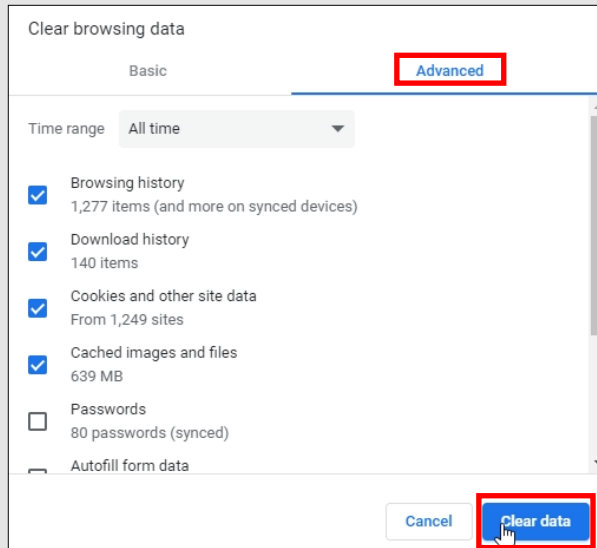 Clear browsing data
Basic
Advanced
Time range
All time
Browsing history
1,277 items (and more on synced devices)
Download history
140 items
Cookies and other site data
From 1,249 sites
Cached images and files
639 MB
Passwords
80 passwords (synced)
Autofill form data
Cancel
Clear data